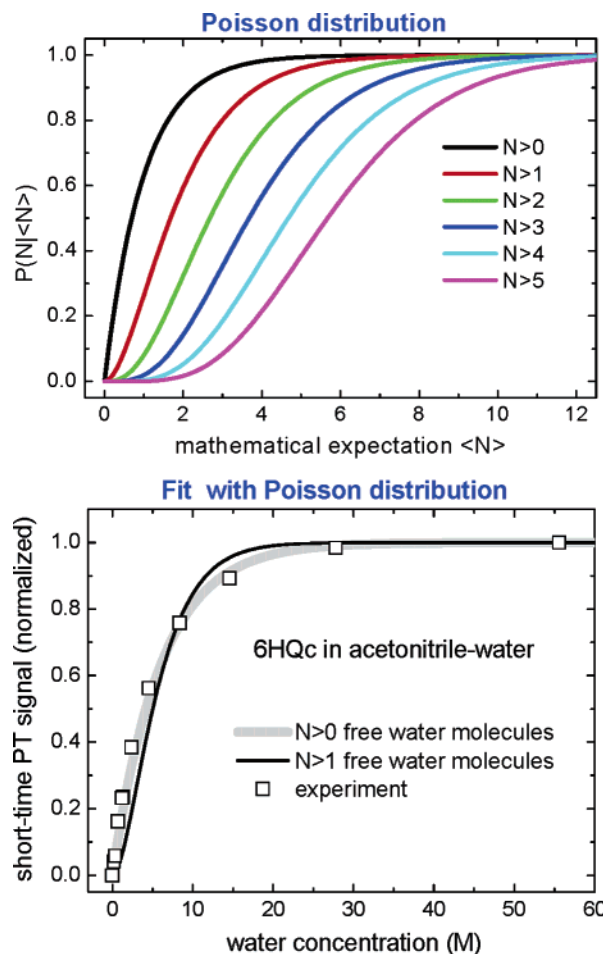 Poisson distribution
P(N|<N>)
1.0
0.8
0.6
0.4
0.2
0.0
N>0
N>1
N>2
N>3
N>4
N>5
0 2 4 6 8 10 12
mathematical expectation <N>
Fit with Poisson distribution
short-time PT signal (normalized)
1.0
0.8
0.6
0.4
0.2
0.0
6HQc in acetonitrile-water
N>0 free water molecules
N>1 free water molecules
experiment
0 10 20 30 40 50 60
water concentration (M)